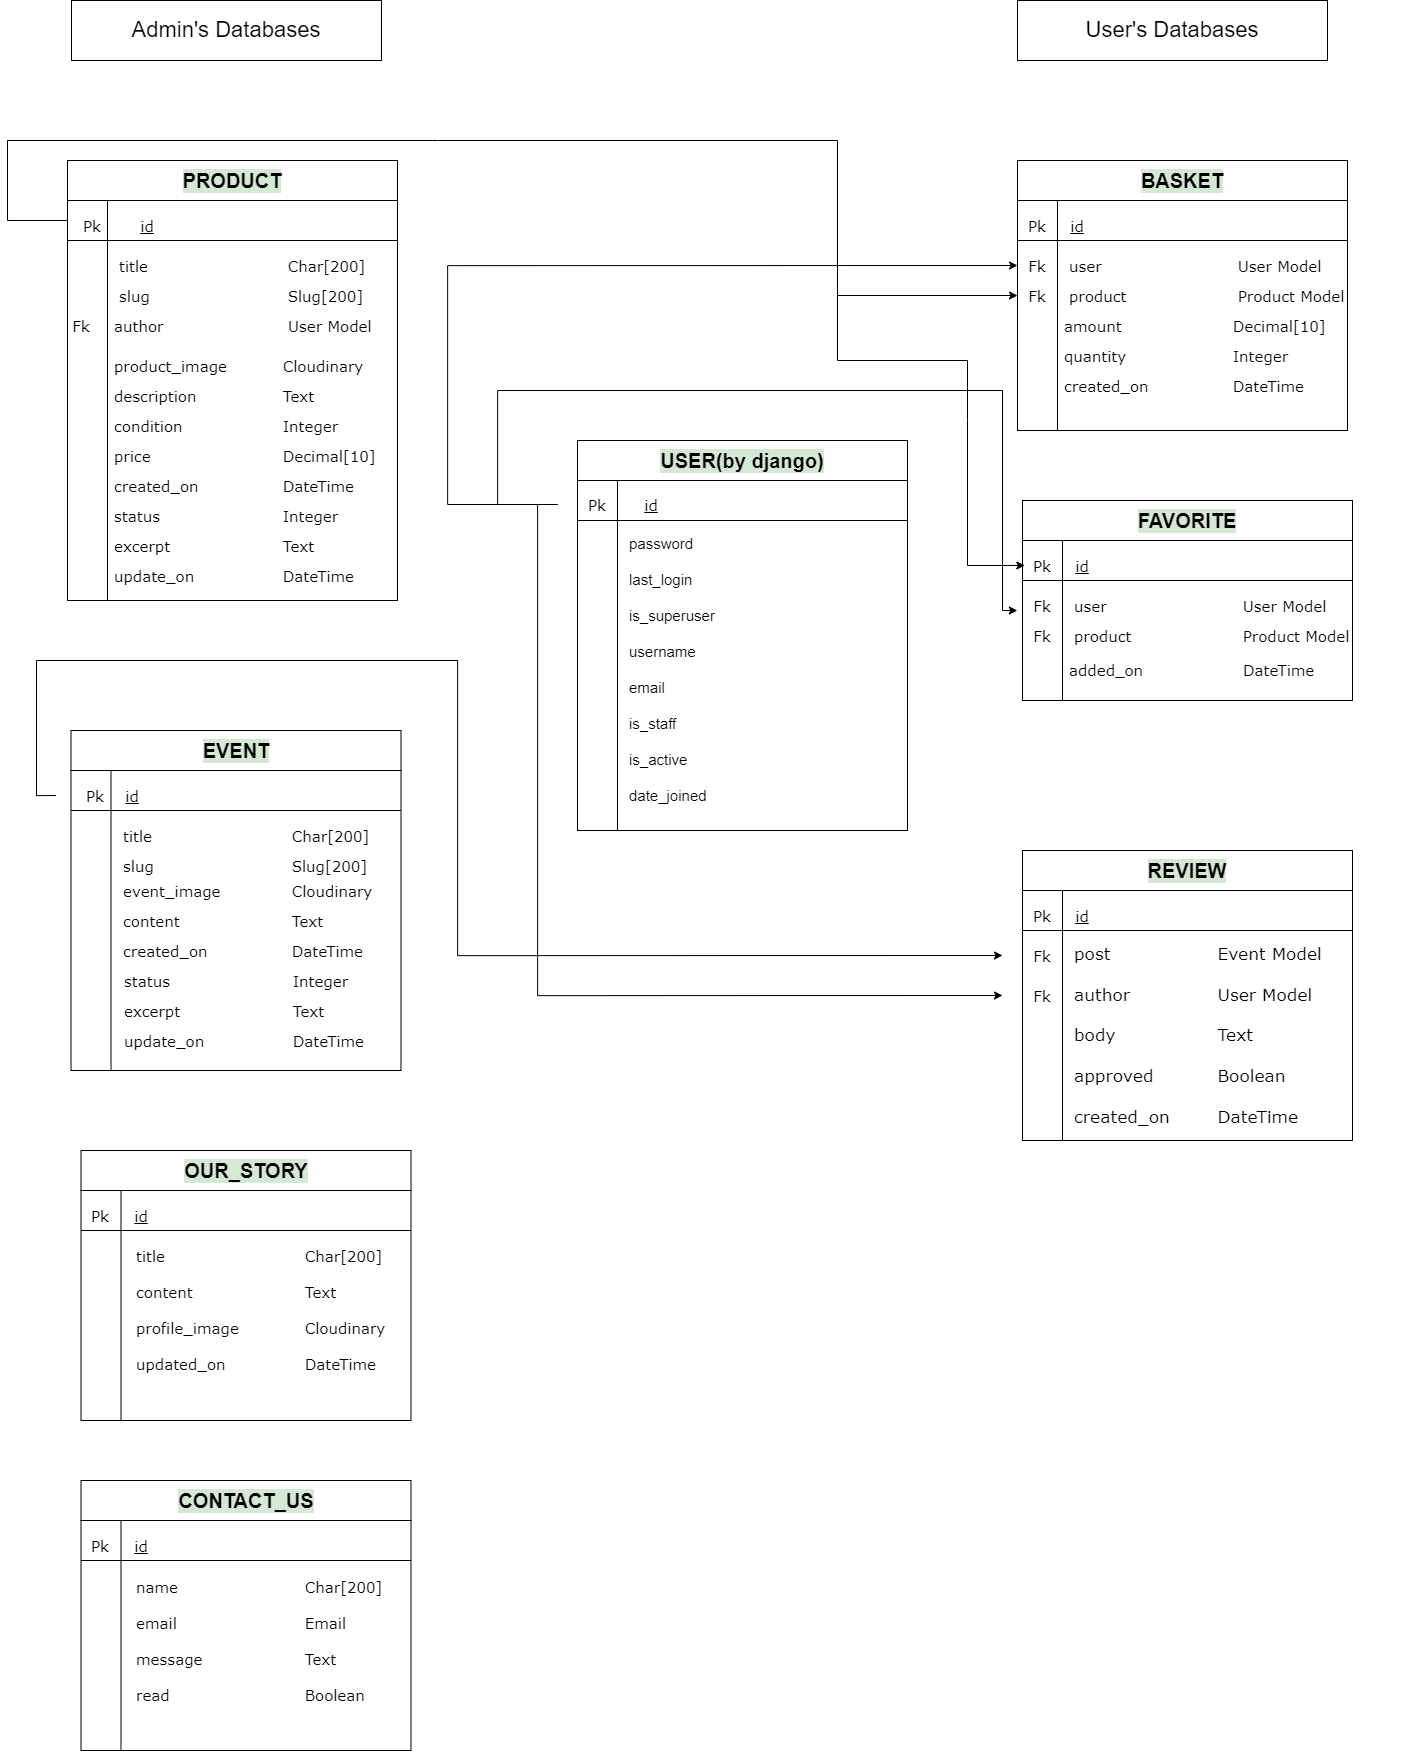 Admin's Databases
User's Databases
PRODUCT
Pk id
title Char[200]
slug Slug[200]
Fk author User Model
product_image Cloudinary
description Text
condition Integer
price Decimal[10]
created_on DateTime
status Integer
excerpt Text
update_on DateTime
BASKET
Pk id
Fk user User Model
Fk product Product Model
amount Decimal[10]
quantity Integer
created_on DateTime
USER(by django)
Pk id
password
last_login
is_superuser
username
email
is_staff
is_active
date_joined
FAVORITE
Pk id
Fk user User Model
Fk product Product Model
added_on DateTime
EVENT
Pk id
title Char[200]
slug Slug[200]
event_image Cloudinary
content Text
created_on DateTime
status Integer
excerpt Text
update_on DateTime
REVIEW
Pk id
Fk post Event Model
Fk author User Model
body Text
approved Boolean
created_on DateTime
OUR_STORY
Pk id
title Char[200]
content Text
profile_image Cloudinary
updated_on DateTime
CONTACT_US
Pk id
name Char[200]
email Email
message Text
read Boolean